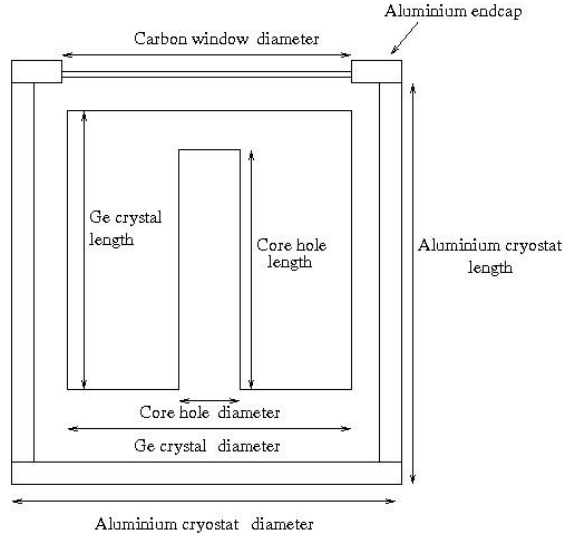 Aluminium endcap
Carbon window diameter
Ge crystal
length
Core hole
length
Aluminium cryostat
length
Core hole diameter
Ge crystal diameter
Aluminium cryostat diameter